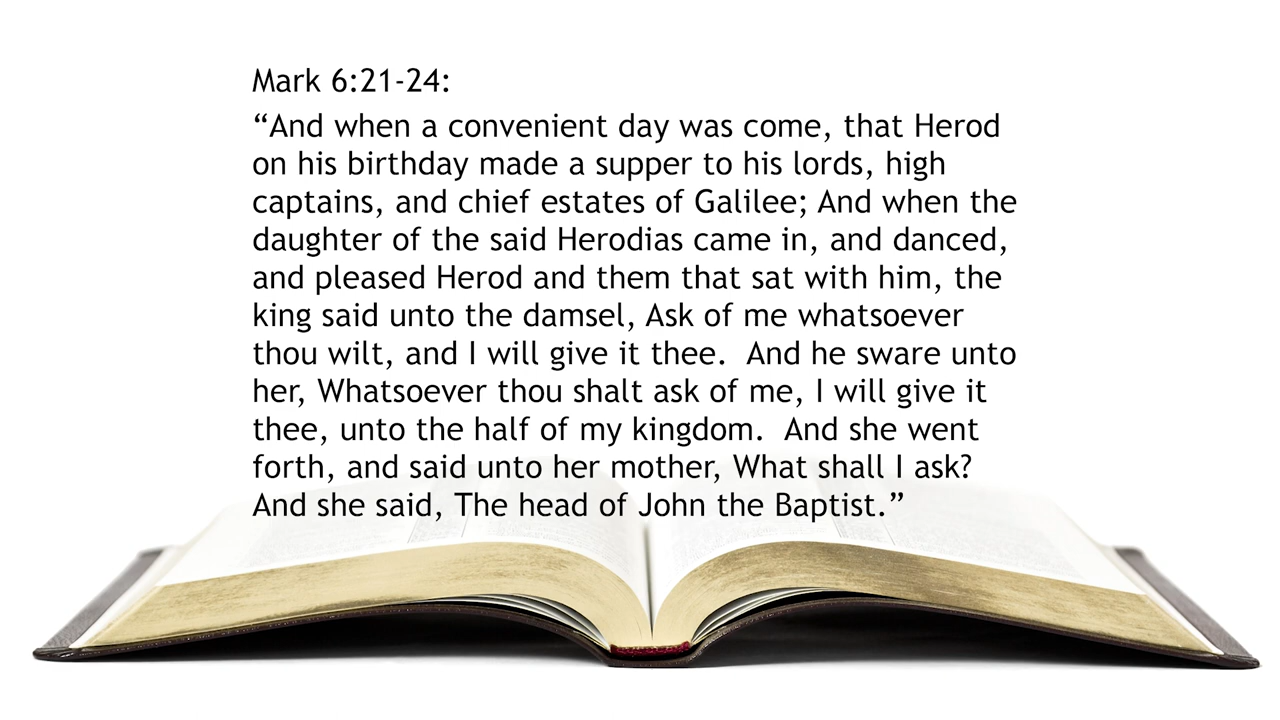 Mark 6:21-24:
“And when a convenient day was come, that Herod
on his birthday made a supper to his lords, high
captains, and chief estates of Galilee; And when the
daughter of the said Herodias came in, and danced,
and pleased Herod and them that sat with him, the
king said unto the damsel, Ask of me whatsoever
thou wilt, and I will give it thee.  And he sware unto
her, Whatsoever thou shalt ask of me, I will give it
thee, unto the half of my kingdom.  And she went
forth, and said unto her mother, What shall I ask?
And she said, The head of John the Baptist.”